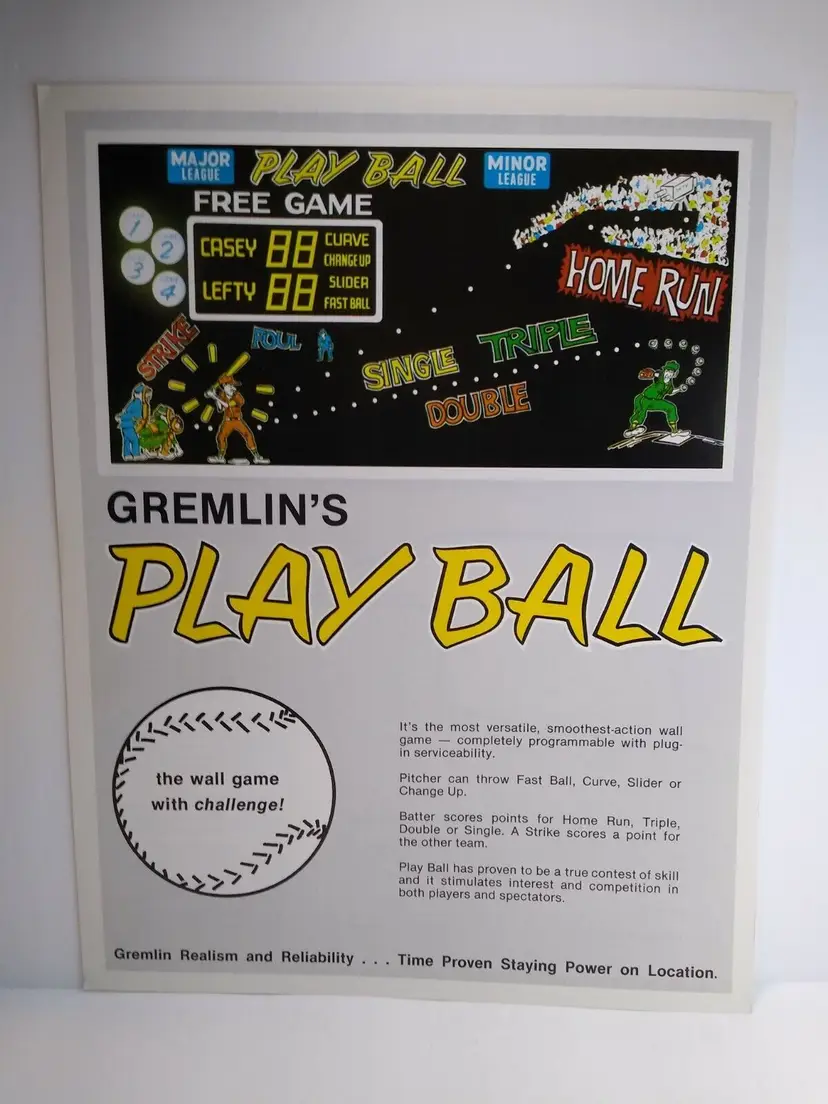 MAJOR LEAGUE PLAY BALL MINOR LEAGUE
FREE GAME
1
2
3
4
CASEY 88 CURVE
CHANGE UP
LEFTY 88 SLIDER
FAST BALL
HOME RUN
STRIKE
FOUL
SINGLE
TRIPLE
DOUBLE
GREMLIN'S
PLAY BALL
the wall game
with challenge!
It's the most versatile, smoothest-action wall
game — completely programmable with plug-
in serviceability.
Pitcher can throw Fast Ball, Curve, Slider or
Change Up.
Batter scores points for Home Run, Triple,
Double or Single. A Strike scores a point for
the other team.
Play Ball has proven to be a true contest of skill
and it stimulates interest and competition in
both players and spectators.
Gremlin Realism and Reliability . . . Time Proven Staying Power on Location.